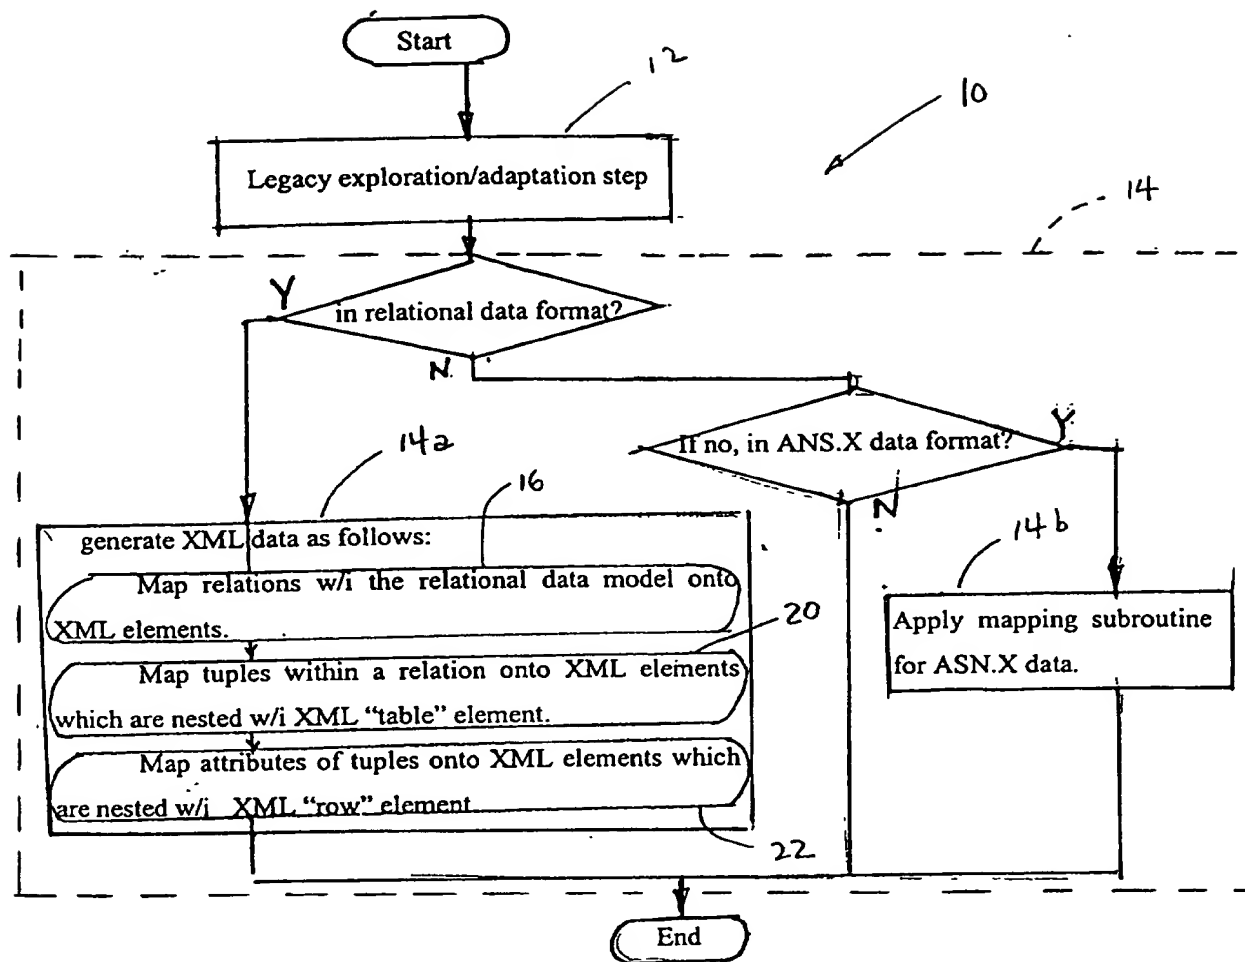 Start
12
10
Legacy exploration/adaptation step
14
Y
in relational data format?
N
If no, in ANS.X data format?
Y
N
14a
16
generate XML data as follows:
Map relations w/i the relational data model onto
XML elements.
20
Map tuples within a relation onto XML elements
which are nested w/i XML “table” element.
Map attributes of tuples onto XML elements which
are nested w/i XML “row” element
22
14b
Apply mapping subroutine
for ASN.X data.
End